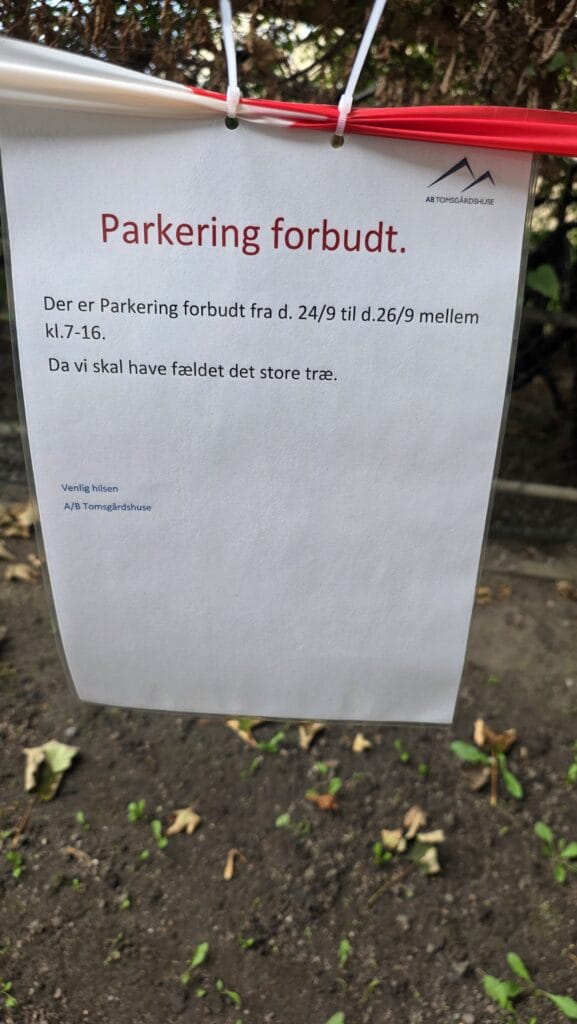 AB TOMSGÅRDSHUSE
Parkering forbudt.
Der er Parkering forbudt fra d. 24/9 til d.26/9 mellem
kl.7-16.
Da vi skal have fældet det store træ.
Venlig hilsen
A/B Tomsgårdshuse